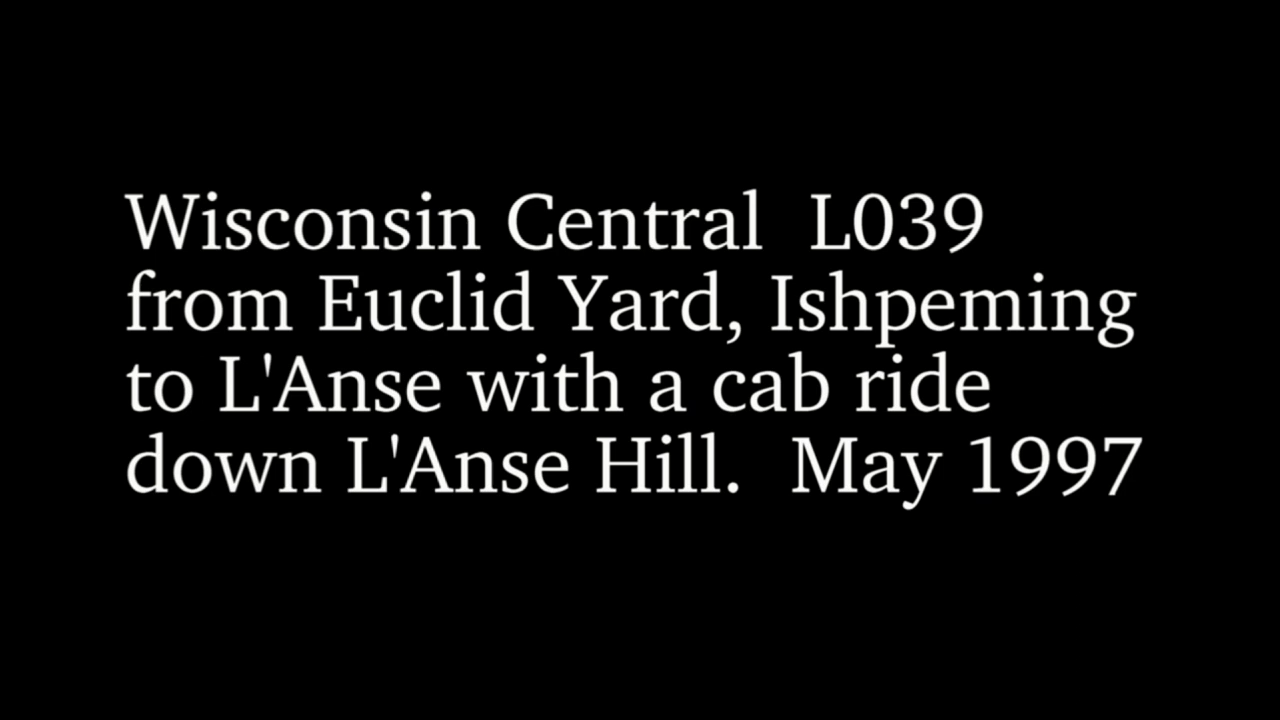 Wisconsin Central  L039
from Euclid Yard, Ishpeming
to L'Anse with a cab ride
down L'Anse Hill.  May 1997